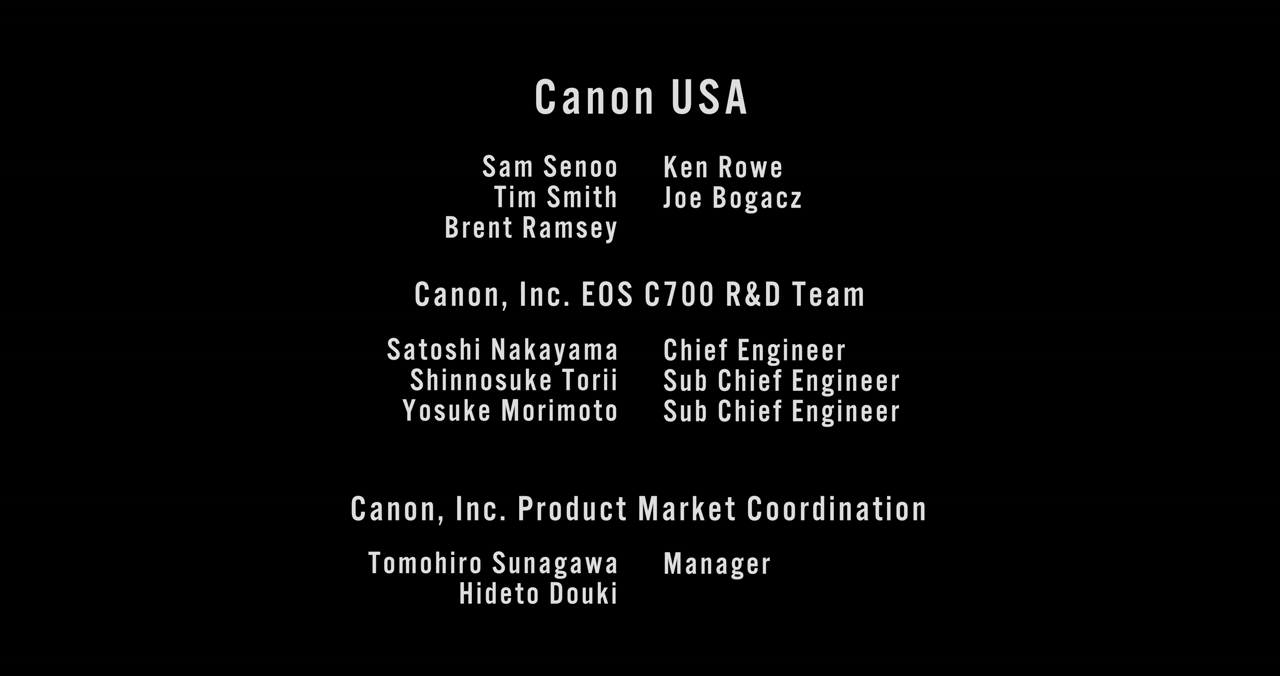 Canon USA
Sam Senoo Ken Rowe
Tim Smith Joe Bogacz
Brent Ramsey
Canon, Inc. EOS C700 R&D Team
Satoshi Nakayama Chief Engineer
Shinnosuke Torii Sub Chief Engineer
Yosuke Morimoto Sub Chief Engineer
Canon, Inc. Product Market Coordination
Tomohiro Sunagawa Manager
Hideto Douki